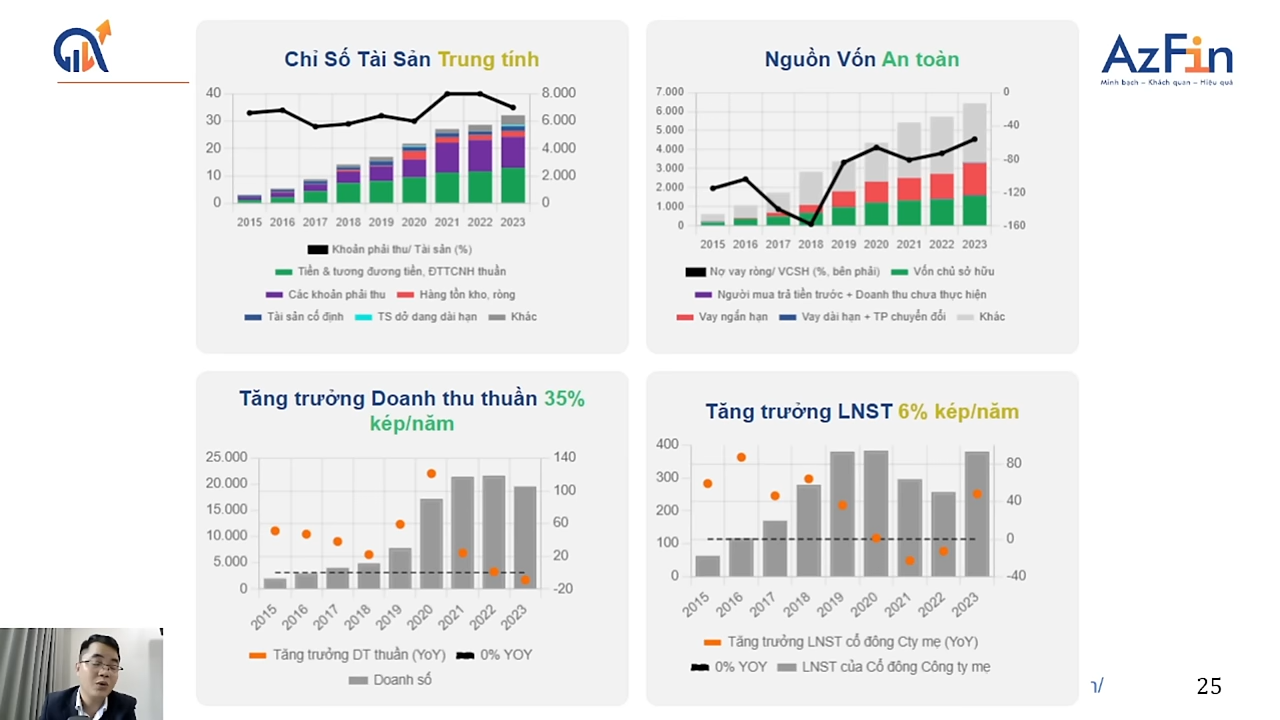 AzFin
Minh bạch – Khách quan – Hiệu quả
Chỉ Số Tài Sản Trung tính
40
30
20
10
0
8.000
6.000
4.000
2.000
0
2015 2016 2017 2018 2019 2020 2021 2022 2023
Khoản phải thu/ Tài sản (%)
Tiền & tương đương tiền, ĐTTCNH thuần
Các khoản phải thu Hàng tồn kho, ròng
Tài sản cố định TS dở dang dài hạn Khác
Nguồn Vốn An toàn
7.000
6.000
5.000
4.000
3.000
2.000
1.000
0
0
-40
-80
-120
-160
2015 2016 2017 2018 2019 2020 2021 2022 2023
Nợ vay ròng/ VCSH (%, bên phải) Vốn chủ sở hữu
Người mua trả tiền trước + Doanh thu chưa thực hiện
Vay ngắn hạn Vay dài hạn + TP chuyển đổi Khác
Tăng trưởng Doanh thu thuần 35%
kép/năm
25.000
20.000
15.000
10.000
5.000
0
140
100
60
20
-20
2015 2016 2017 2018 2019 2020 2021 2022 2023
Tăng trưởng DT thuần (YoY) 0% YOY
Doanh số
Tăng trưởng LNST 6% kép/năm
400
300
200
100
0
80
40
0
-40
2015 2016 2017 2018 2019 2020 2021 2022 2023
Tăng trưởng LNST cổ đông Cty mẹ (YoY)
0% YOY LNST của Cổ đông Công ty mẹ
25